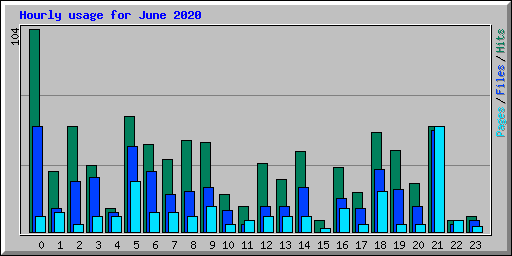 Hourly usage for June 2020
104
Pages / Files / Hits
0 1 2 3 4 5 6 7 8 9 10 11 12 13 14 15 16 17 18 19 20 21 22 23